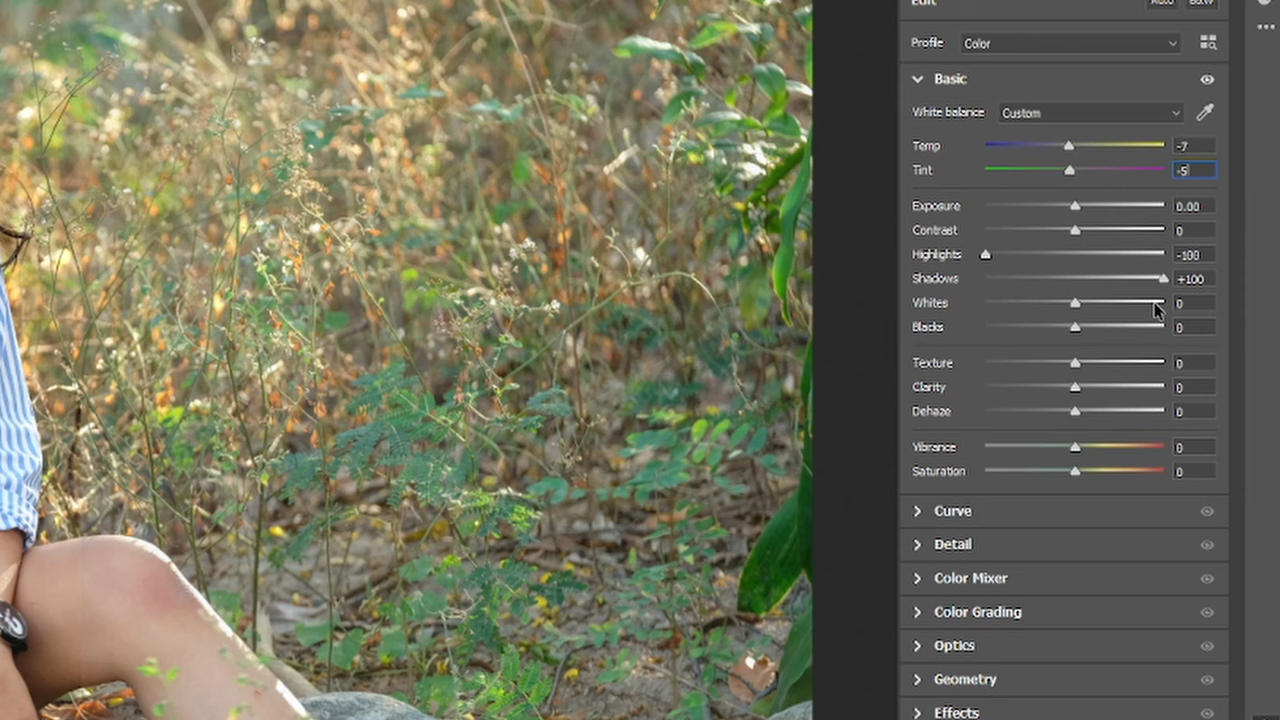 Edit Auto B&W
Profile Color
Basic
White balance Custom
Temp -7
Tint -5
Exposure 0.00
Contrast 0
Highlights -100
Shadows +100
Whites 0
Blacks 0
Texture 0
Clarity 0
Dehaze 0
Vibrance 0
Saturation 0
Curve
Detail
Color Mixer
Color Grading
Optics
Geometry
Effects